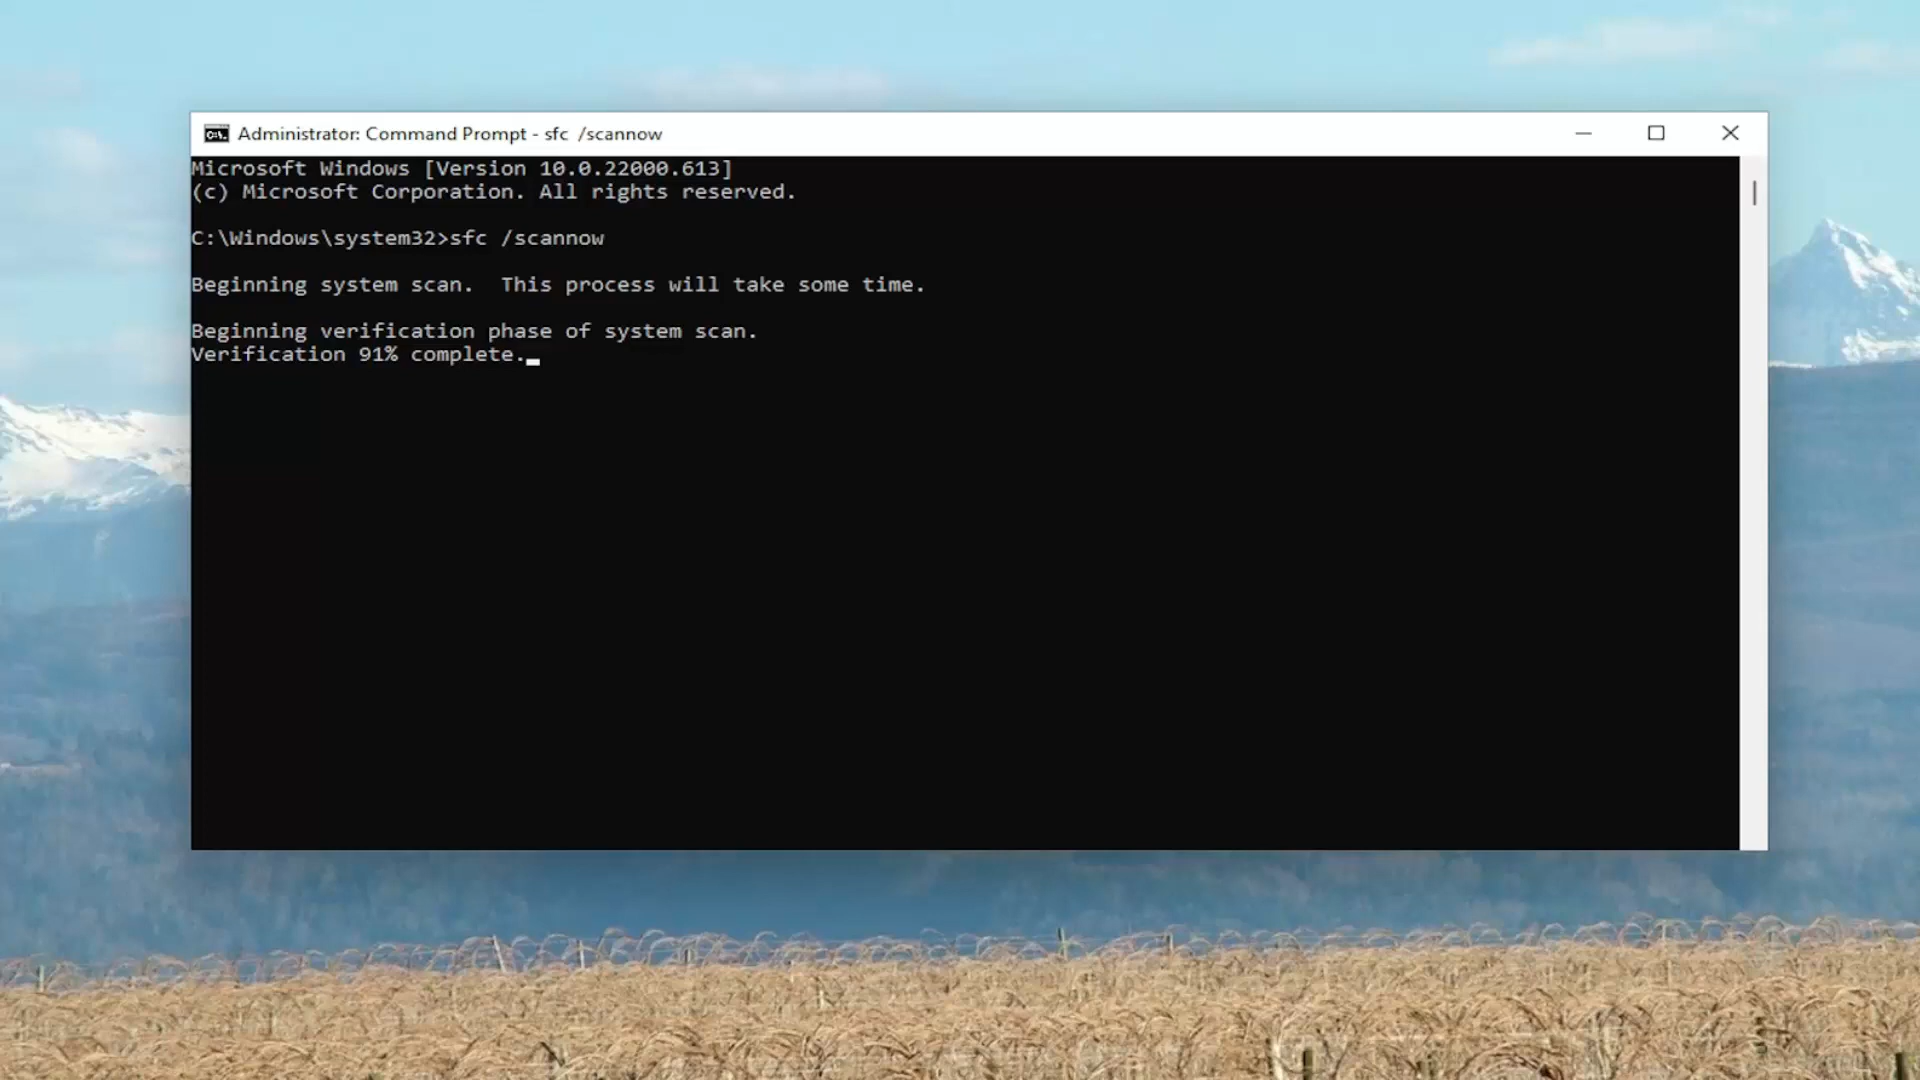 Administrator: Command Prompt - sfc /scannow
Microsoft Windows [Version 10.0.22000.613]
(c) Microsoft Corporation. All rights reserved.
C:\Windows\system32>sfc /scannow
Beginning system scan.  This process will take some time.
Beginning verification phase of system scan.
Verification 91% complete.